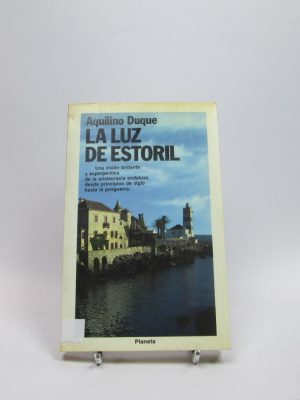 Aquilino Duque
LA LUZ
DE ESTORIL
Una visión brillante
y esperpéntica
de la aristocracia andaluza
desde principios de siglo
hasta la posguerra
Planeta